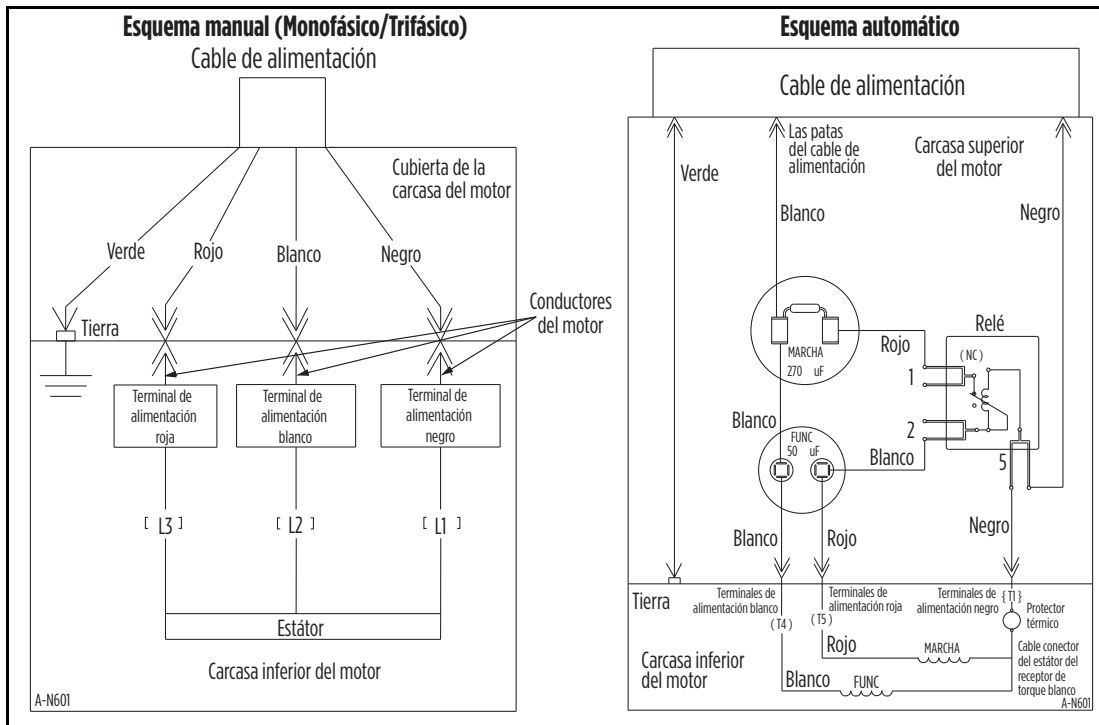 Esquema manual (Monofásico/Trifásico)
Cable de alimentación
Cubierta de la
carcasa del motor
Verde
Rojo
Blanco
Negro
Tierra
Conductores
del motor
Terminal de
alimentación
roja
Terminal de
alimentación
blanco
Terminal de
alimentación
negro
[ L3 ]
[ L2 ]
[ L1 ]
Estátor
Carcasa inferior del motor
A-N601
Esquema automático
Cable de alimentación
Las patas
del cable de
alimentación
Carcasa superior
del motor
Verde
Blanco
Negro
MARCHA
270 uF
Rojo
Relé
(NC)
1
2
5
Blanco
FUNC
50 uF
Blanco
Negro
Blanco
Rojo
Tierra
Terminales de
alimentación blanco
(T4)
Terminales de
alimentación roja
(T5)
Terminales de
alimentación negro
{T1}
Protector
térmico
Rojo
MARCHA
Cable conector
del estátor del
receptor de
torque blanco
Carcasa inferior
del motor
Blanco
FUNC
A-N601